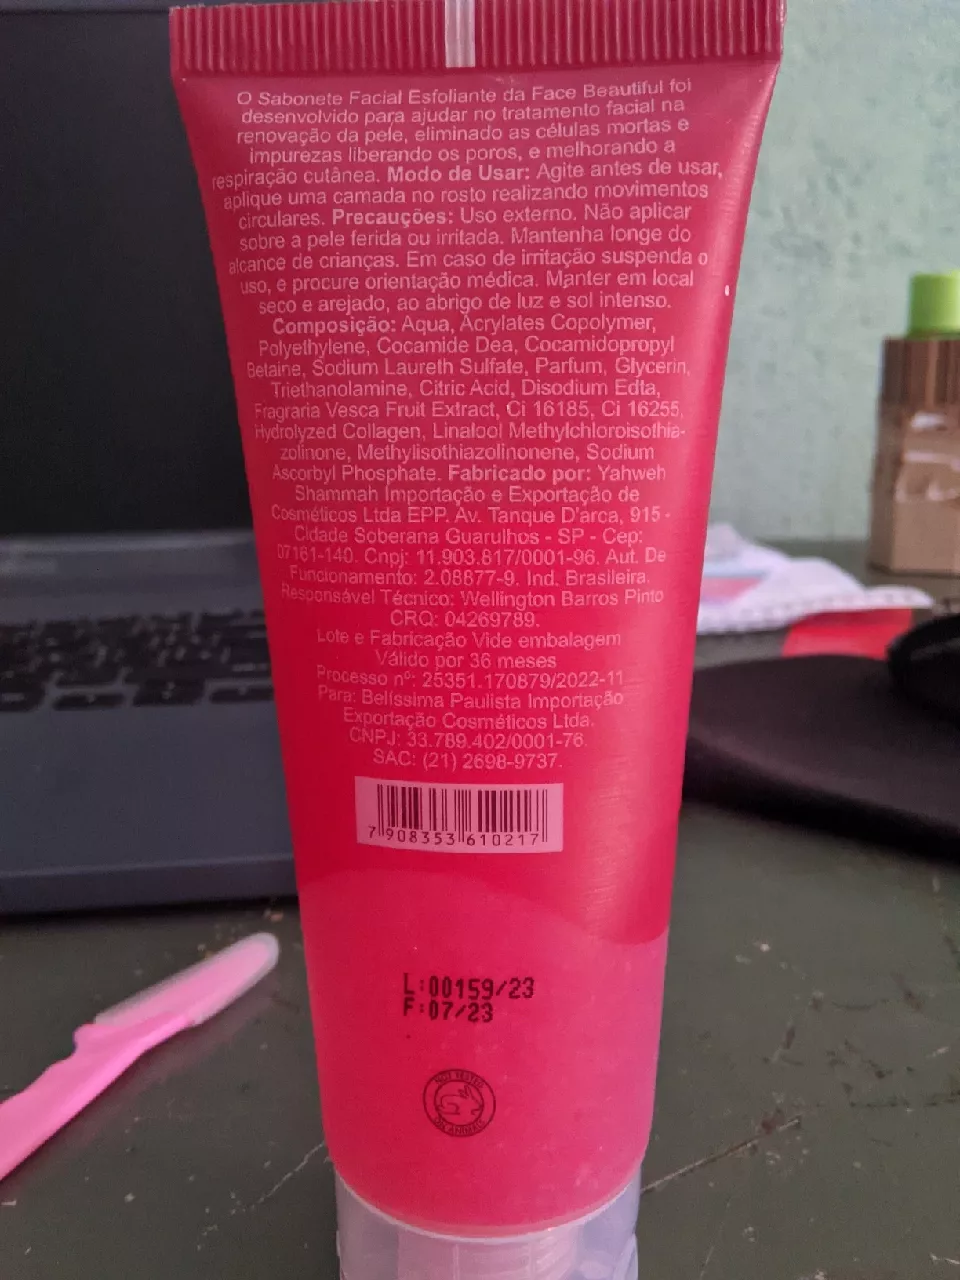 O Sabonete Facial Esfoliante da Face Beautiful foi
desenvolvido para ajudar no tratamento facial na
renovação da pele, eliminado as células mortas e
impurezas liberando os poros, e melhorando a
respiração cutânea. Modo de Usar: Agite antes de usar,
aplique uma camada no rosto realizando movimentos
circulares. Precauções: Uso externo. Não aplicar
sobre a pele ferida ou irritada. Mantenha longe do
alcance de crianças. Em caso de irritação suspenda o
uso, e procure orientação médica. Manter em local
seco e arejado, ao abrigo de luz e sol intenso.
Composição: Aqua, Acrylates Copolymer,
Polyethylene, Cocamide Dea, Cocamidopropyl
Betaine, Sodium Laureth Sulfate, Parfum, Glycerin,
Triethanolamine, Citric Acid, Disodium Edta,
Fragraria Vesca Fruit Extract, Ci 16185, Ci 16255,
Hydrolyzed Collagen, Linalool Methylchloroisothia-
zolinone, Methylisothiazolinonene, Sodium
Ascorbyl Phosphate. Fabricado por: Yahweh
Shammah Importação e Exportação de
Cosméticos Ltda EPP. Av. Tanque D'arca, 915 -
Cidade Soberana Guarulhos - SP - Cep:
07161-140. Cnpj: 11.903.817/0001-96. Aut. De
Funcionamento: 2.08877-9. Ind. Brasileira.
Responsável Técnico: Wellington Barros Pinto
CRQ: 04269789.
Lote e Fabricação Vide embalagem
Válido por 36 meses
Processo nº: 25351.170879/2022-11
Para: Belíssima Paulista Importação
Exportação Cosméticos Ltda.
CNPJ: 33.789.402/0001-76.
SAC: (21) 2698-9737.
7 908353 610217
L:00159/23
F:07/23
NOT TESTED
ON ANIMALS